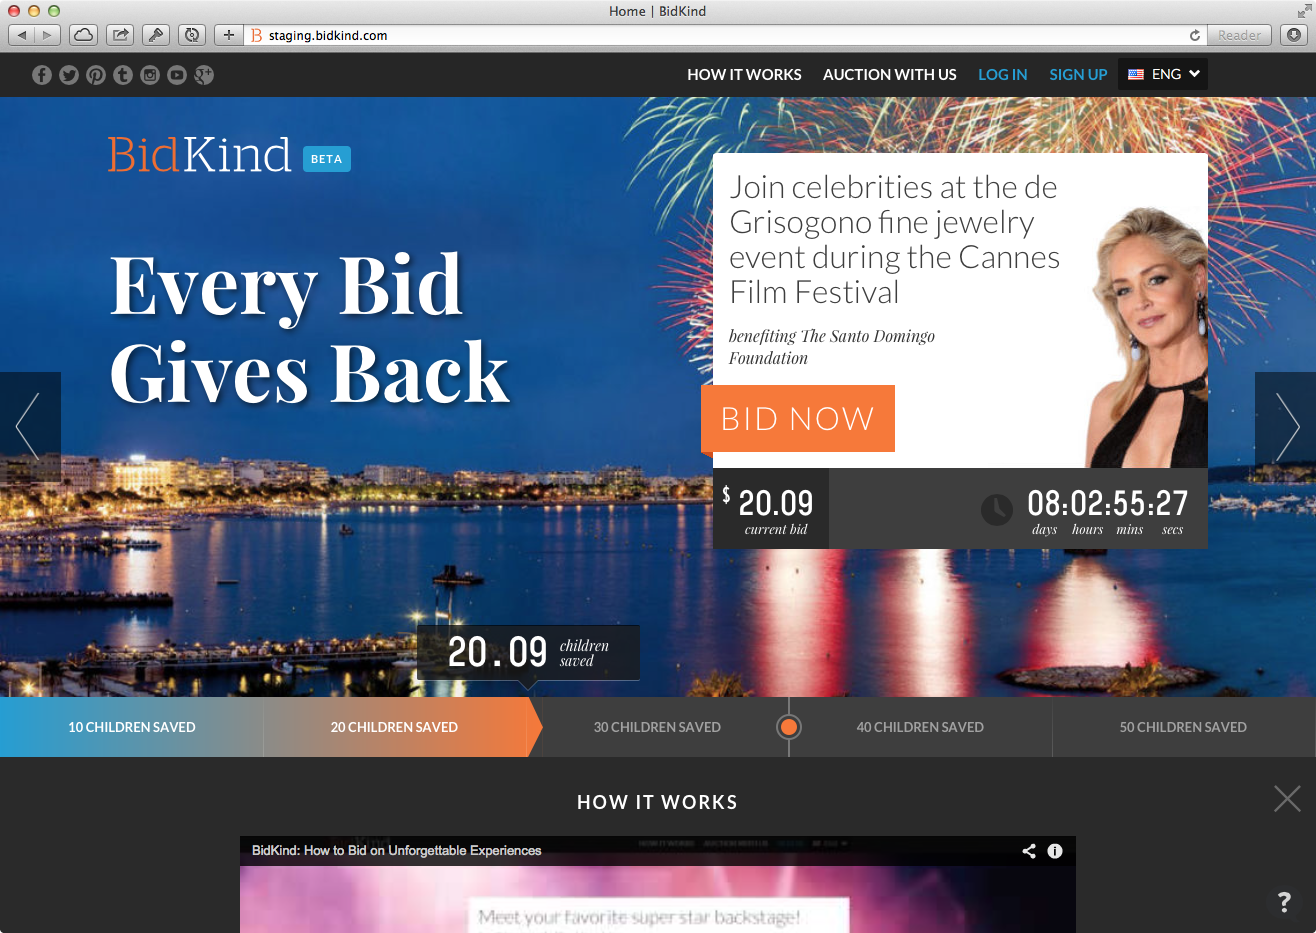 Home | BidKind
staging.bidkind.com
Reader
HOW IT WORKS AUCTION WITH US LOG IN SIGN UP ENG
BidKind BETA
Every Bid
Gives Back
Join celebrities at the de
Grisogono fine jewelry
event during the Cannes
Film Festival
benefiting The Santo Domingo
Foundation
BID NOW
$ 20.09
current bid
08:02:55:27
days hours mins secs
20.09 children
saved
10 CHILDREN SAVED 20 CHILDREN SAVED 30 CHILDREN SAVED 40 CHILDREN SAVED 50 CHILDREN SAVED
HOW IT WORKS
BidKind: How to Bid on Unforgettable Experiences
Meet your favorite super star backstage!
?